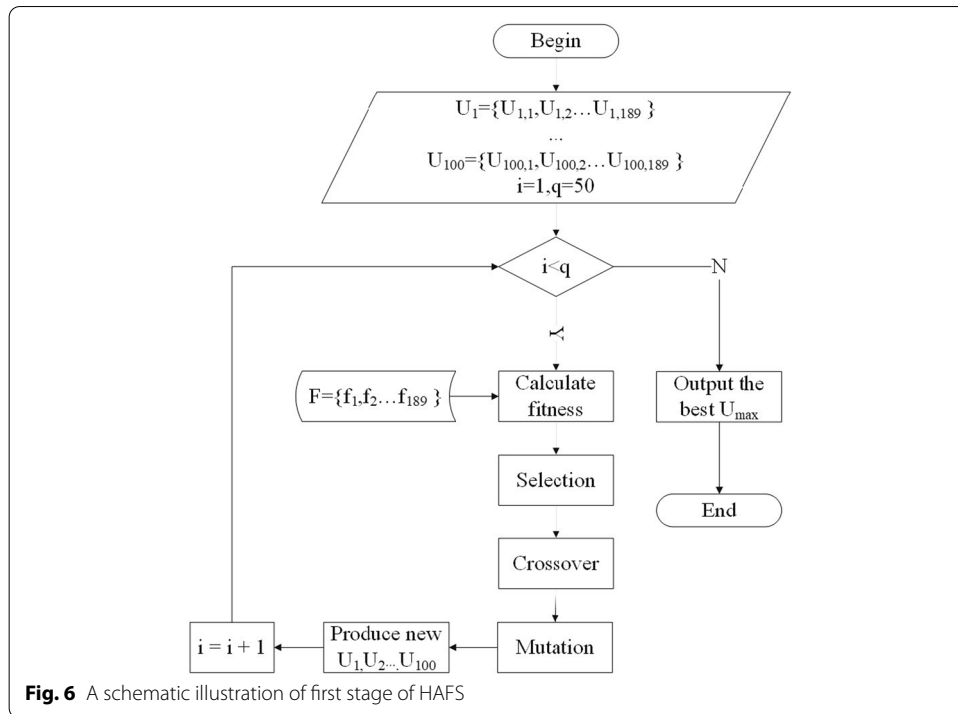 Begin
U₁={U₁,₁,U₁,₂…U₁,₁₈₉ }
...
U₁₀₀={U₁₀₀,₁,U₁₀₀,₂…U₁₀₀,₁₈₉ }
i=1,q=50
i<q
N
Y
F={f₁,f₂…f₁₈₉ }
Calculate
fitness
Output the
best Uₘₐₓ
Selection
End
Crossover
Mutation
Produce new
U₁,U₂…U₁₀₀
i = i + 1
Fig. 6 A schematic illustration of first stage of HAFS